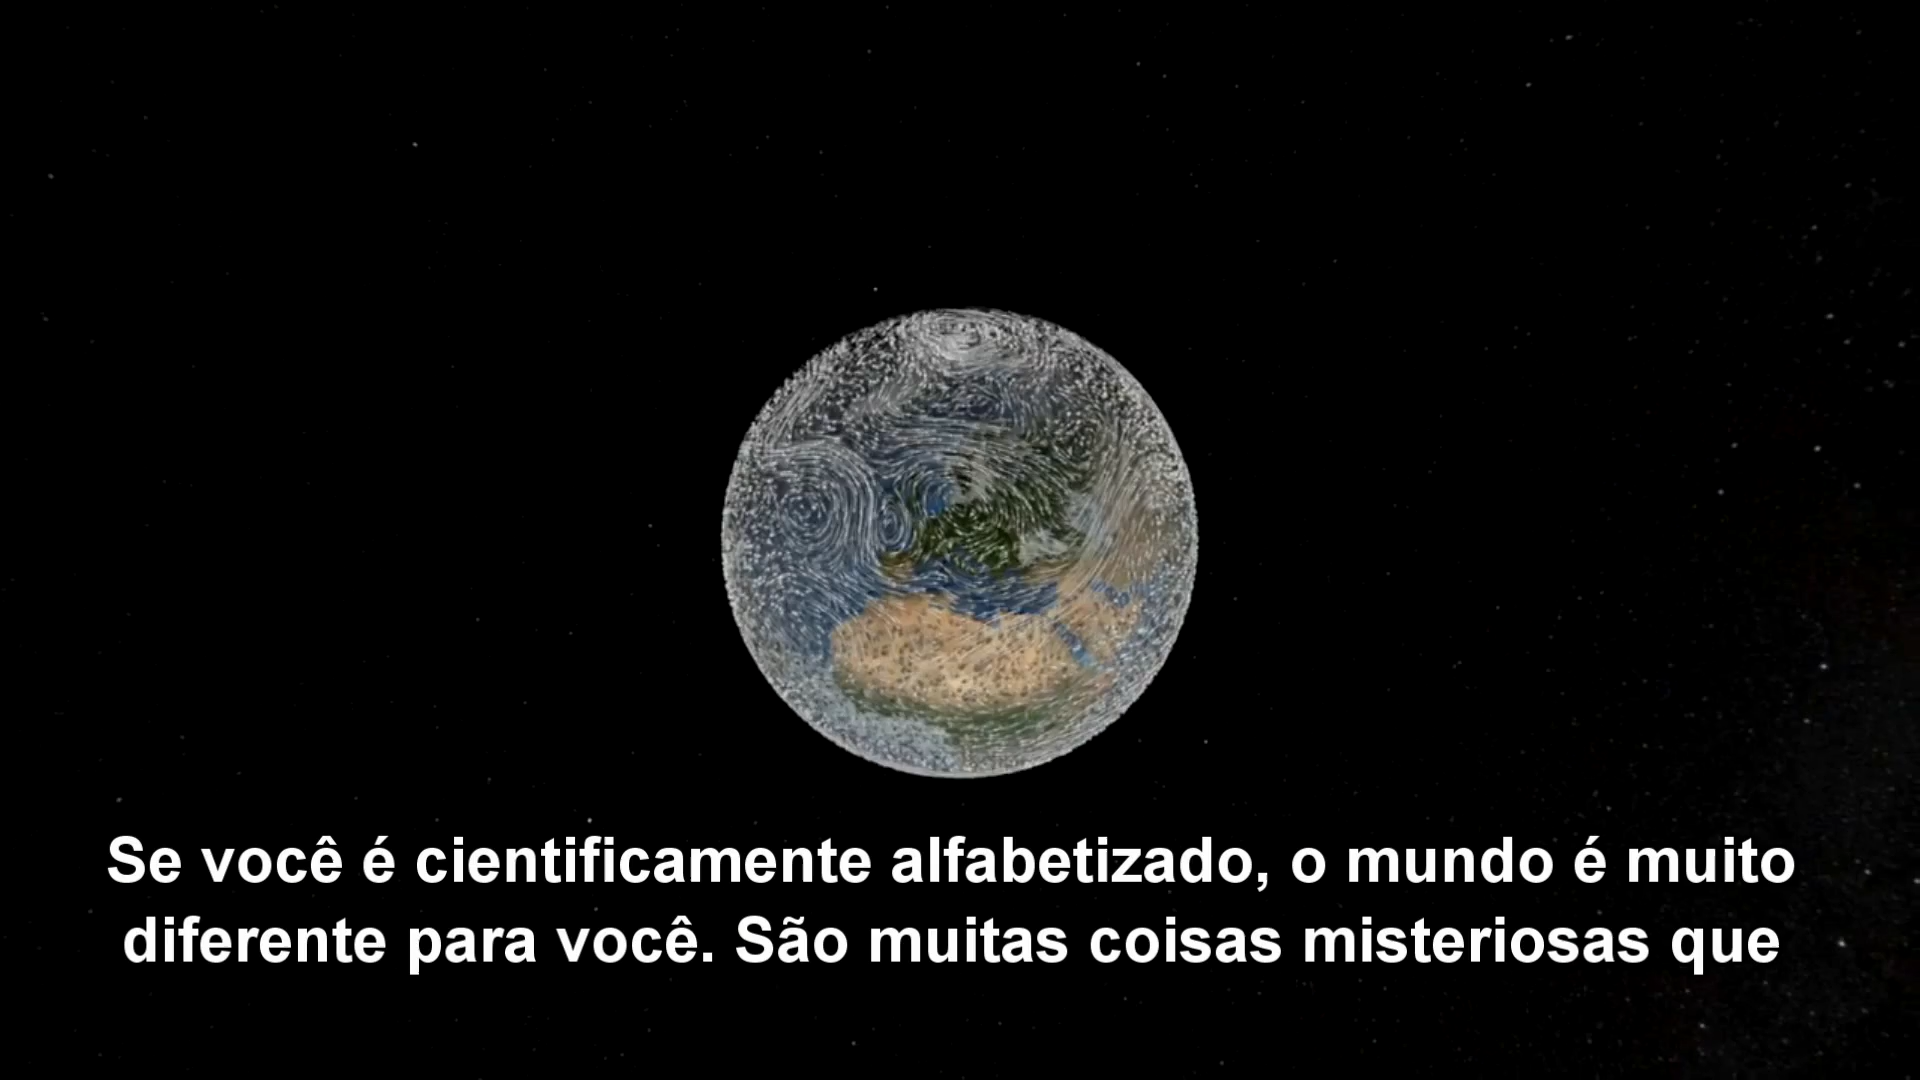 Se você é cientificamente alfabetizado, o mundo é muito
diferente para você. São muitas coisas misteriosas que